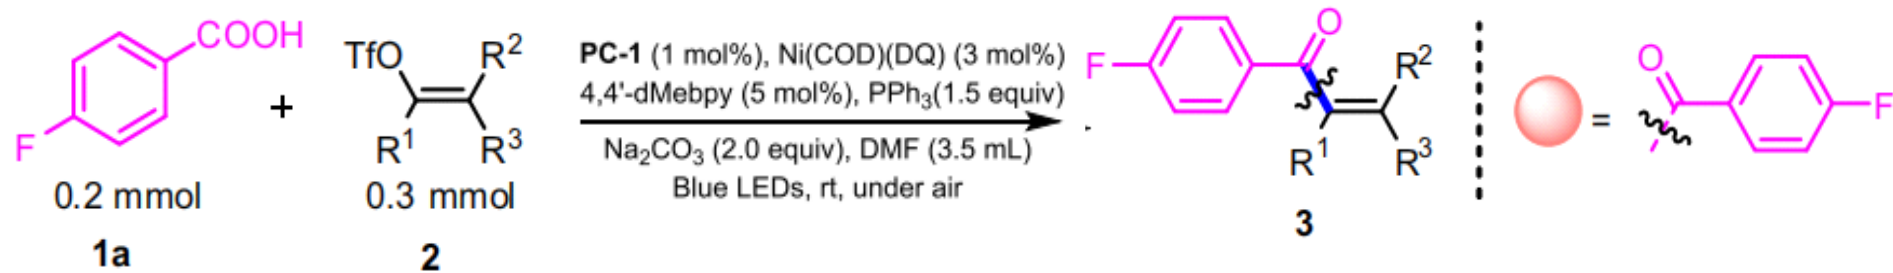 COOH
F
0.2 mmol
1a
+
TfO
R²
R¹
R³
0.3 mmol
2
PC-1 (1 mol%), Ni(COD)(DQ) (3 mol%)
4,4'-dMebpy (5 mol%), PPh₃(1.5 equiv)
Na₂CO₃ (2.0 equiv), DMF (3.5 mL)
Blue LEDs, rt, under air
F
O
R²
R¹
R³
3
=
O
F